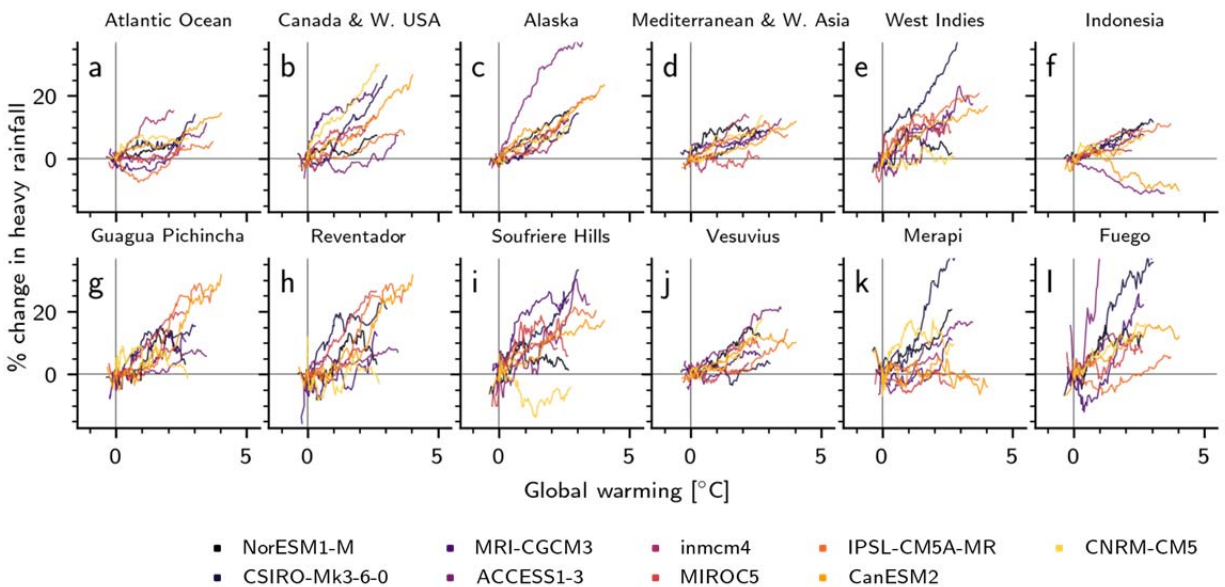 Atlantic Ocean Canada & W. USA Alaska Mediterranean & W. Asia West Indies Indonesia
a b c d e f
20
0
% change in heavy rainfall
Guagua Pichincha Reventador Soufriere Hills Vesuvius Merapi Fuego
g h i j k l
20
0
0 5 0 5 0 5 0 5 0 5 0 5
Global warming [°C]
NorESM1-M MRI-CGCM3 inmcm4 IPSL-CM5A-MR CNRM-CM5
CSIRO-Mk3-6-0 ACCESS1-3 MIROC5 CanESM2